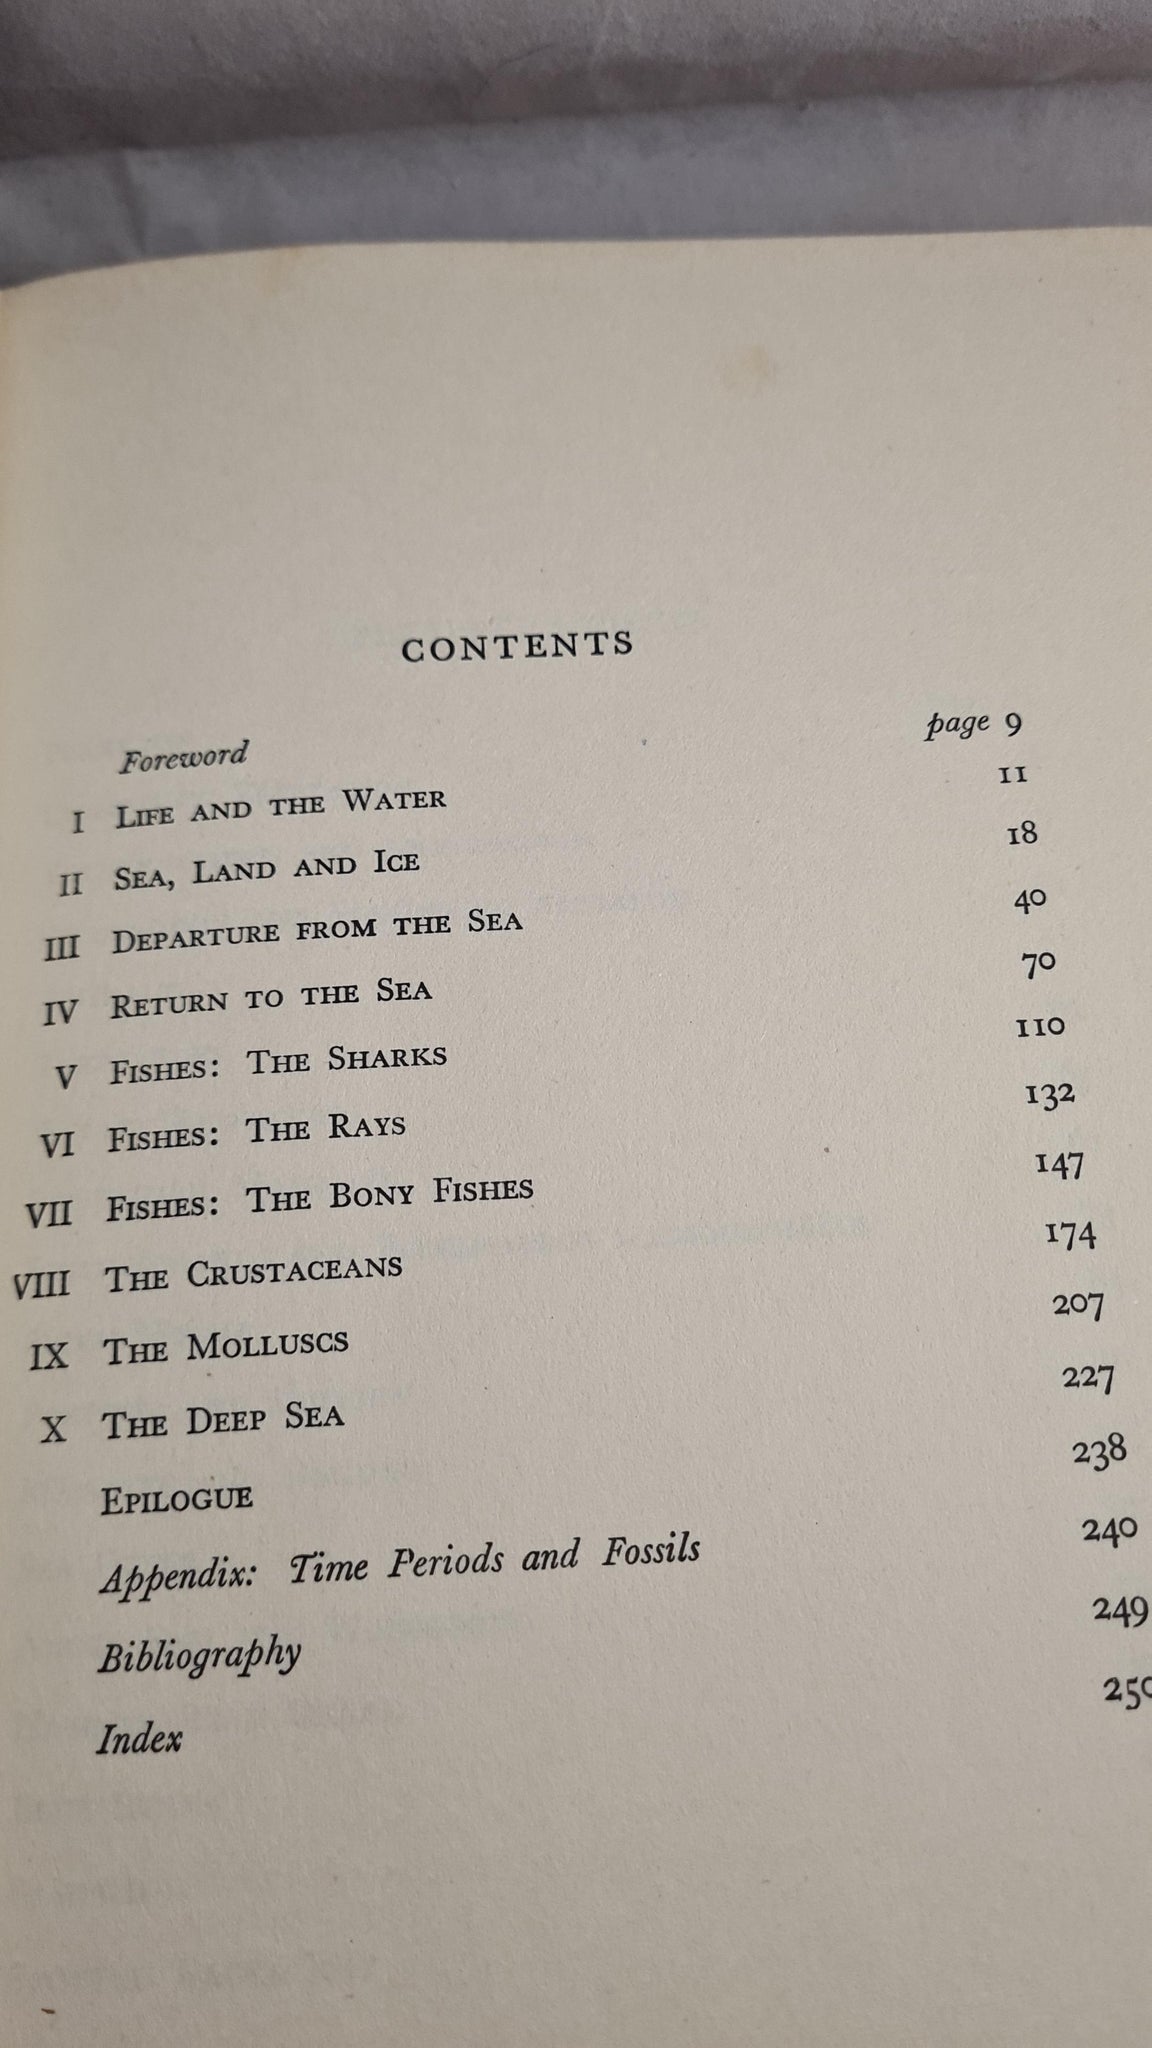 CONTENTS
Foreword page 9
I LIFE AND THE WATER 11
II SEA, LAND AND ICE 18
III DEPARTURE FROM THE SEA 40
IV RETURN TO THE SEA 70
V FISHES: THE SHARKS 110
VI FISHES: THE RAYS 132
VII FISHES: THE BONY FISHES 147
VIII THE CRUSTACEANS 174
IX THE MOLLUSCS 207
X THE DEEP SEA 227
EPILOGUE 238
Appendix: Time Periods and Fossils 240
Bibliography 249
Index 250